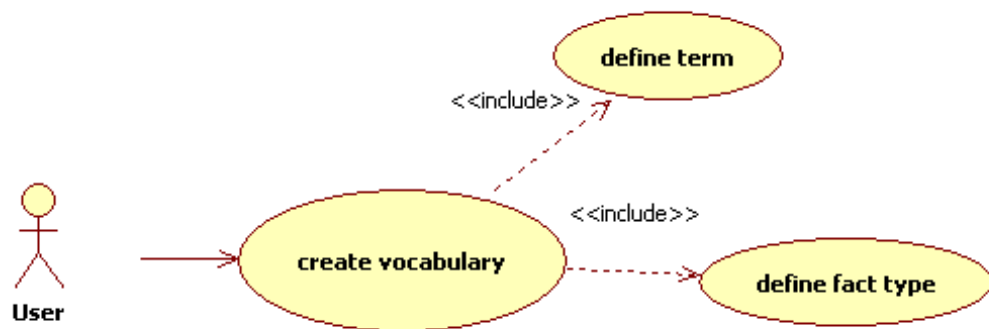 define term
<<include>>
<<include>>
create vocabulary
define fact type
User